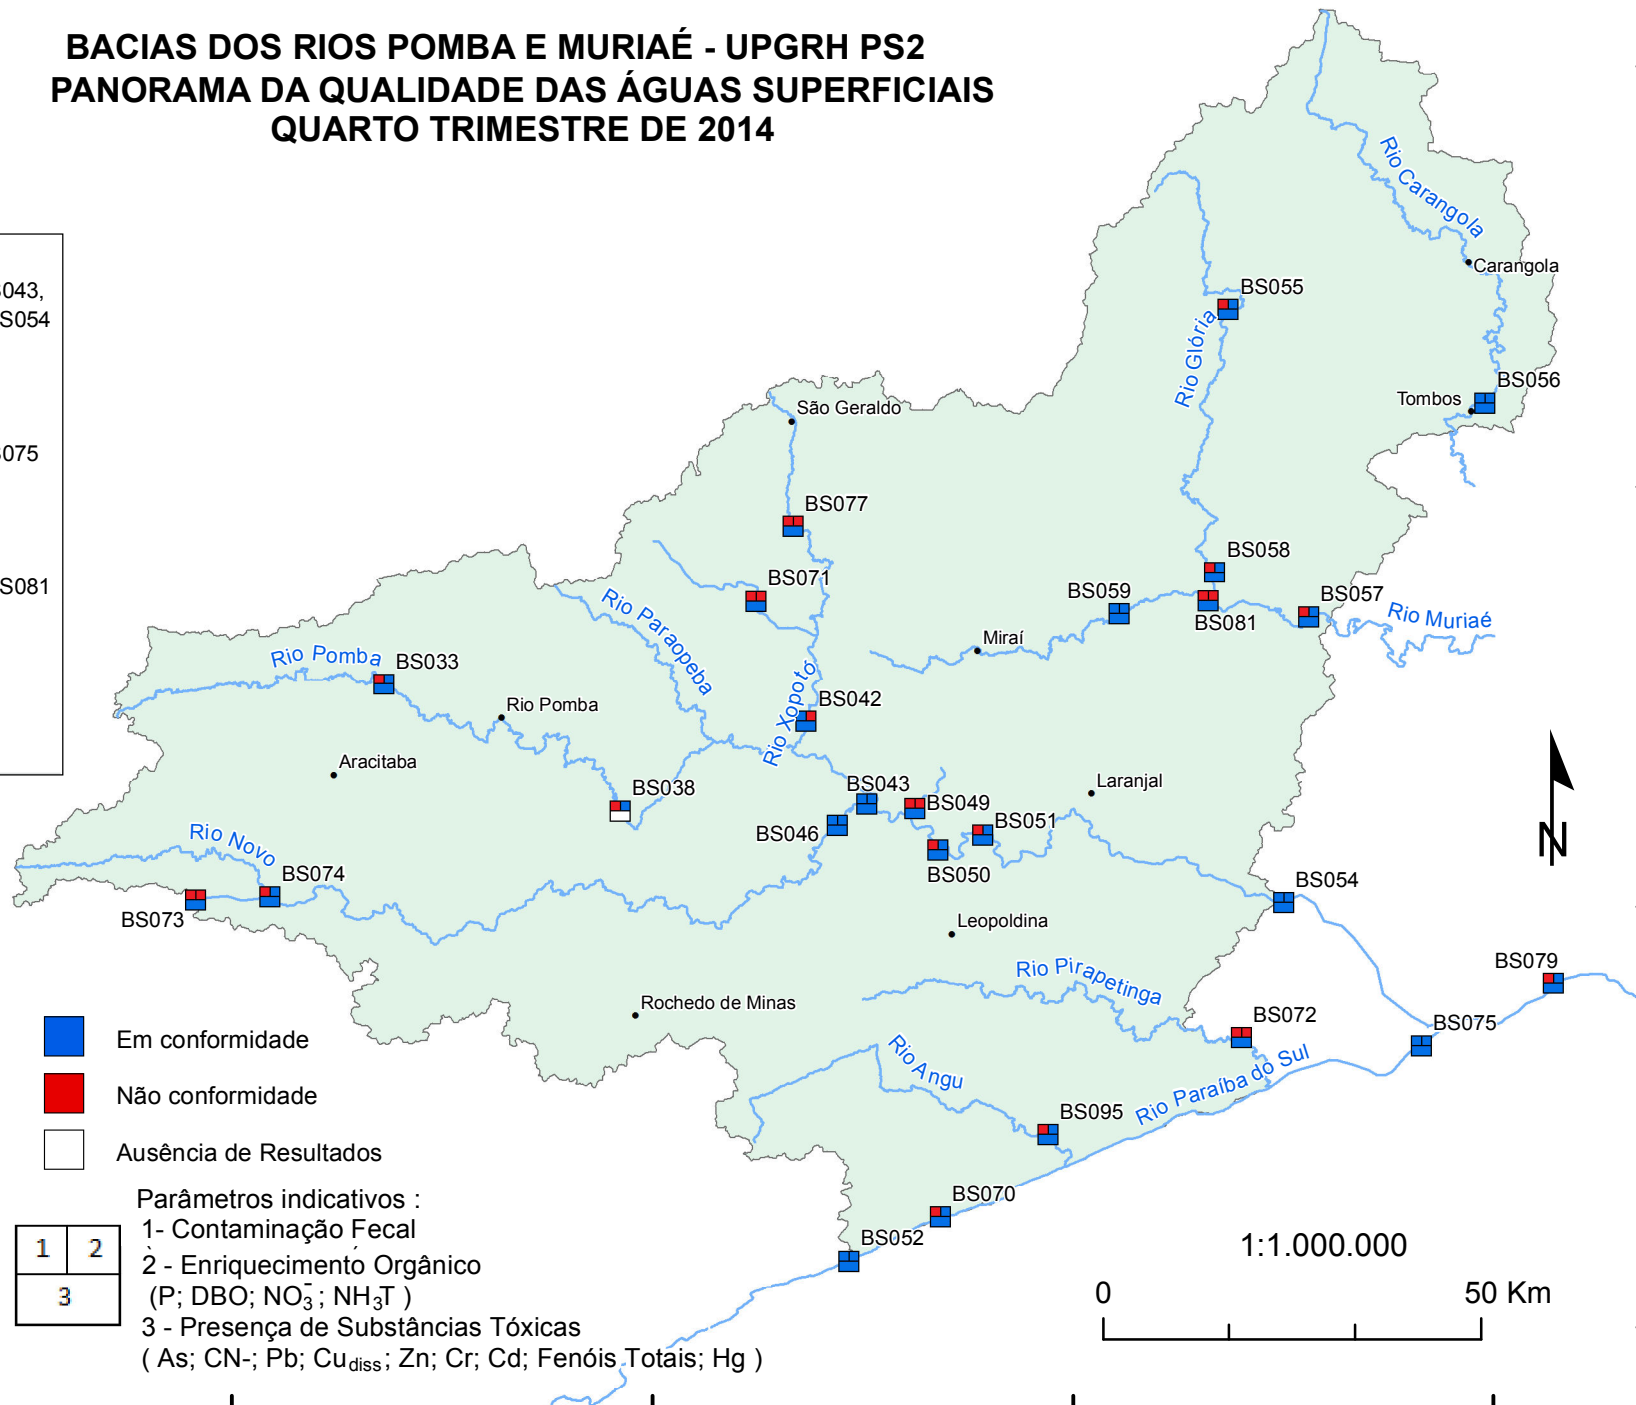 BACIAS DOS RIOS POMBA E MURIAÉ - UPGRH PS2
PANORAMA DA QUALIDADE DAS ÁGUAS SUPERFICIAIS
QUARTO TRIMESTRE DE 2014
Rio Carangola
Carangola
BS055
Rio Glória
BS056
Tombos
São Geraldo
BS077
BS071
BS058
BS059
BS081
BS057
Rio Muriaé
Miraí
Rio Paraopeba
Rio Pomba
BS033
Rio Pomba
Rio Xopotó
BS042
Aracitaba
BS038
BS043
BS049
BS046
BS051
BS050
Laranjal
Rio Novo
BS074
BS073
BS054
Leopoldina
Rio Pirapetinga
BS079
Rochedo de Minas
BS072
BS075
Rio Angu
Rio Paraíba do Sul
BS095
BS070
BS052
S054
075
S081
043,
N
Em conformidade
Não conformidade
Ausência de Resultados
Parâmetros indicativos :
1 2
3
1- Contaminação Fecal
2 - Enriquecimento Orgânico
(P; DBO; NO₃⁻; NH₃T )
3 - Presença de Substâncias Tóxicas
( As; CN-; Pb; Cudiss; Zn; Cr; Cd; Fenóis Totais; Hg )
1:1.000.000
0 50 Km